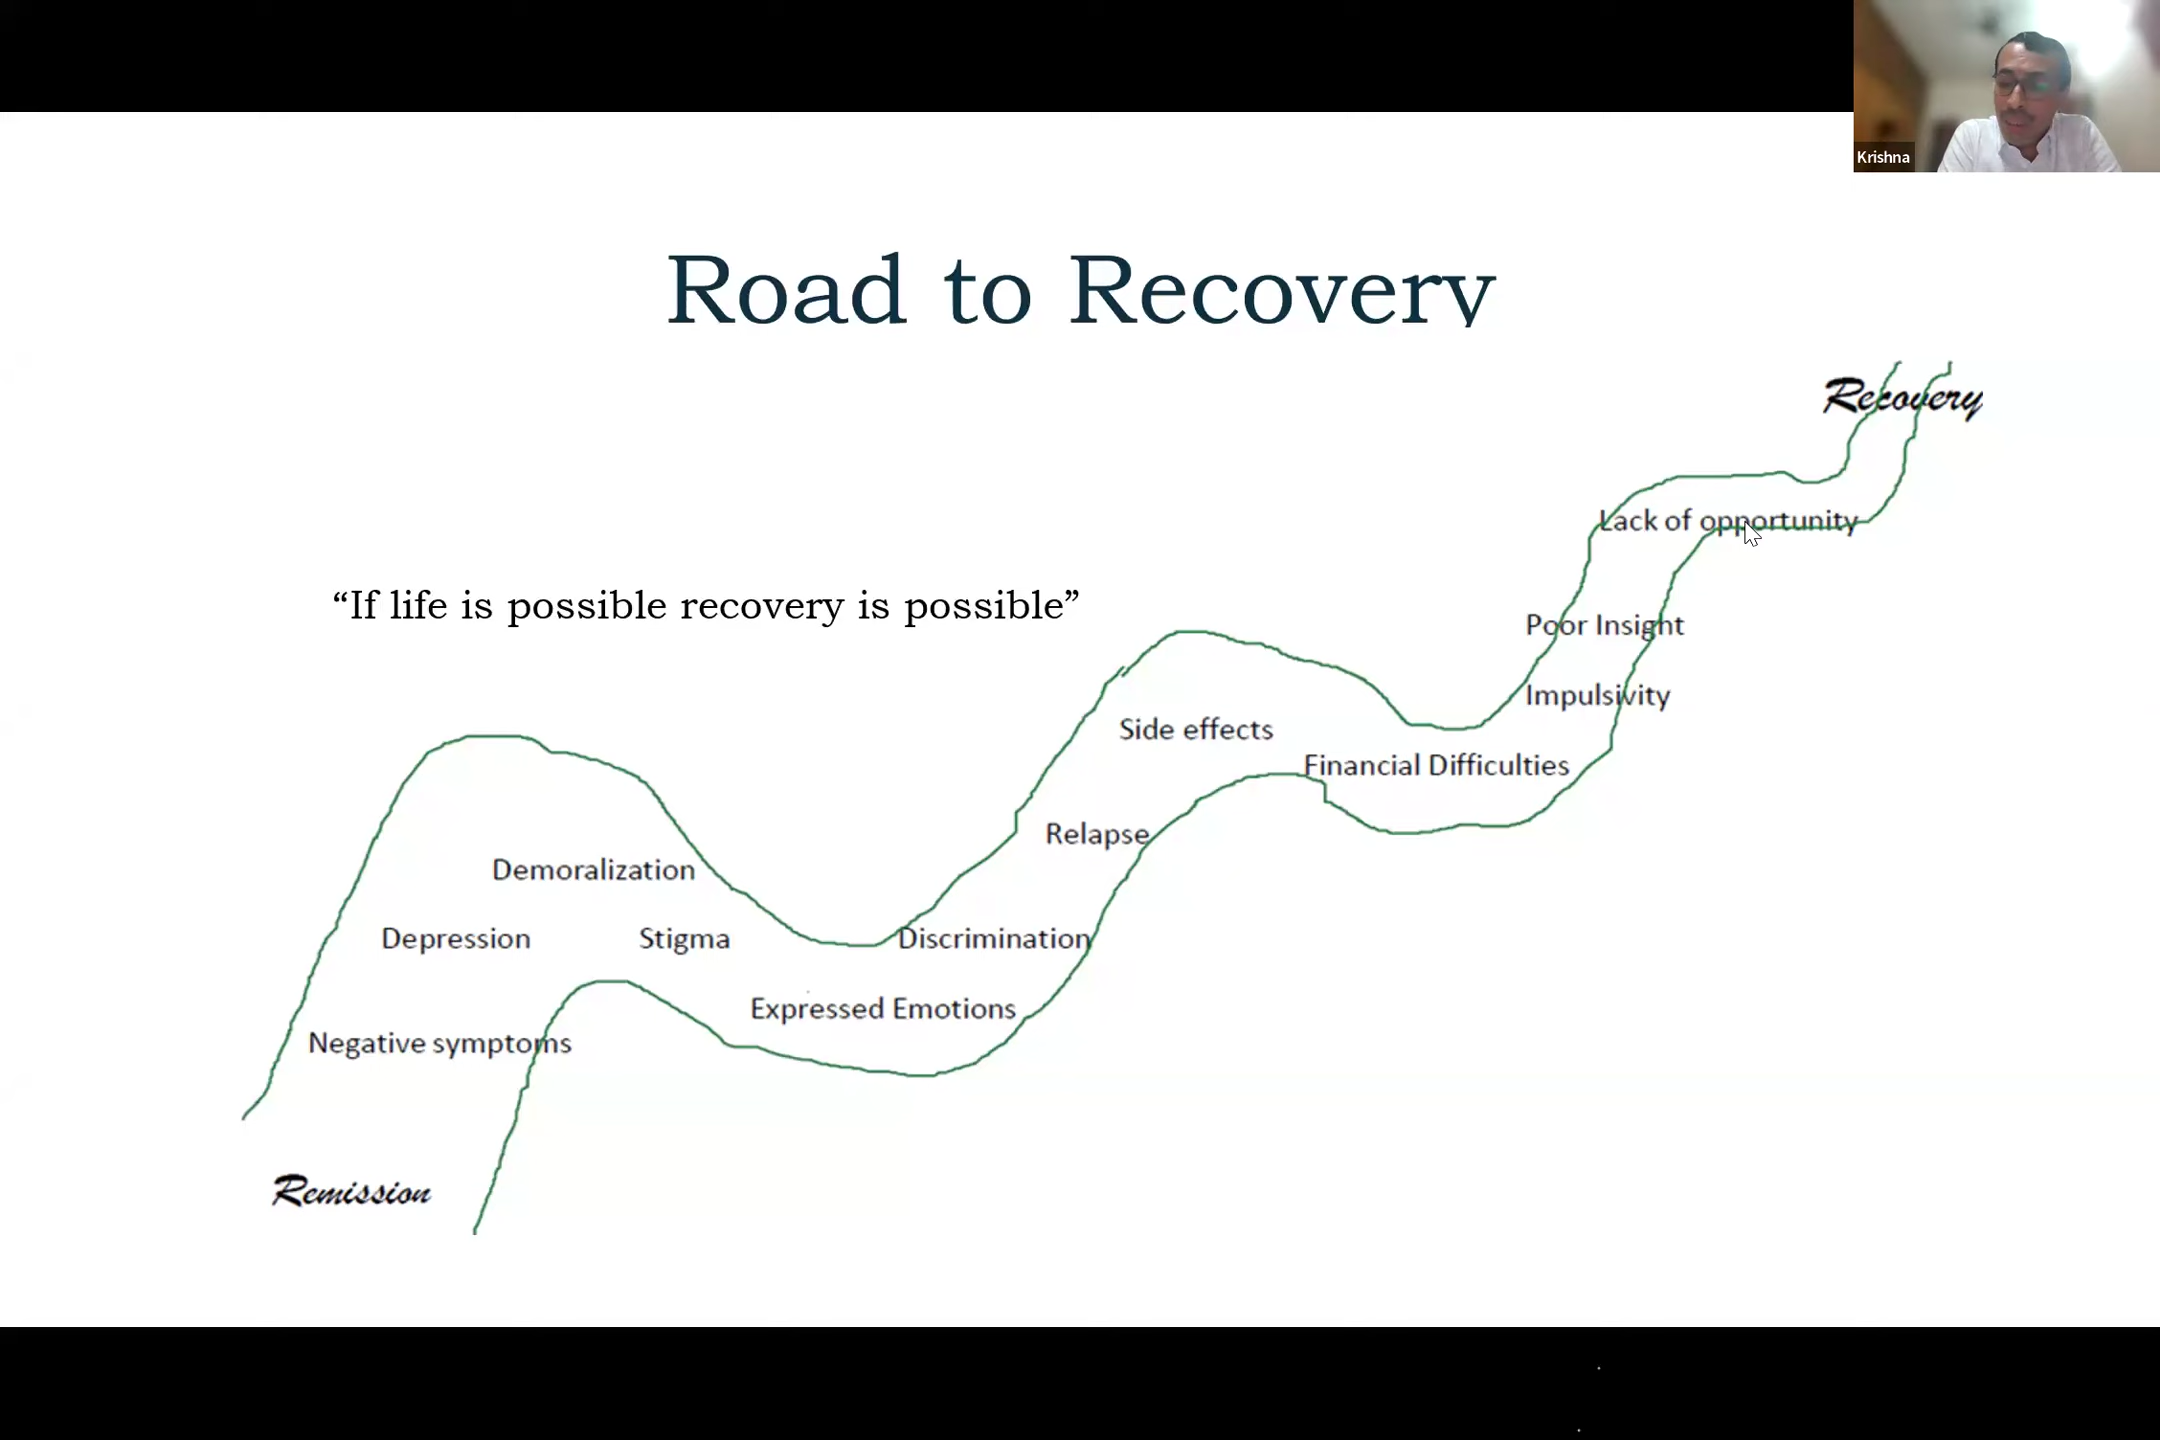 Krishna
Road to Recovery
Recovery
Lack of opportunity
“If life is possible recovery is possible”
Poor Insight
Impulsivity
Side effects
Financial Difficulties
Relapse
Demoralization
Depression
Stigma
Discrimination
Expressed Emotions
Negative symptoms
Remission